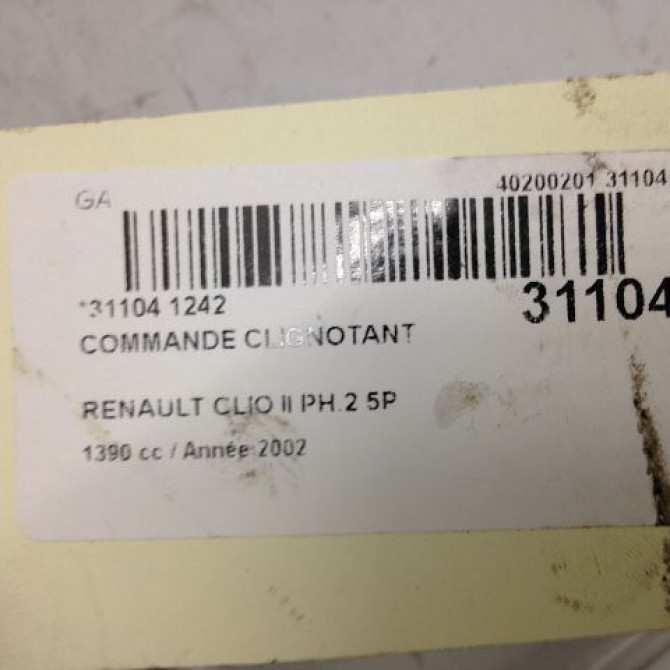 GA
40200201 31104
*31104 1242
31104
COMMANDE CLIGNOTANT
RENAULT CLIO II PH.2 5P
1390 cc / Année 2002